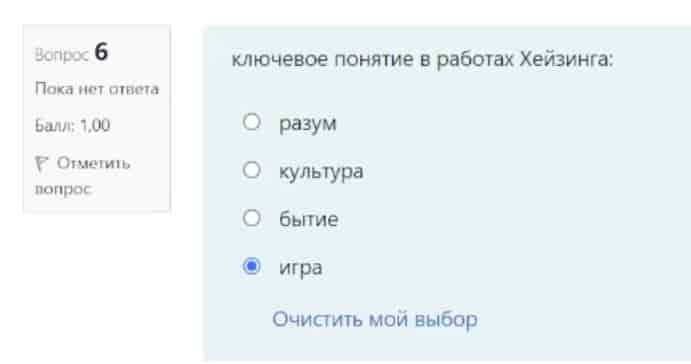 Вопрос 6
Пока нет ответа
Балл: 1,00
Отметить
вопрос
ключевое понятие в работах Хейзинга:
разум
культура
бытие
игра
Очистить мой выбор